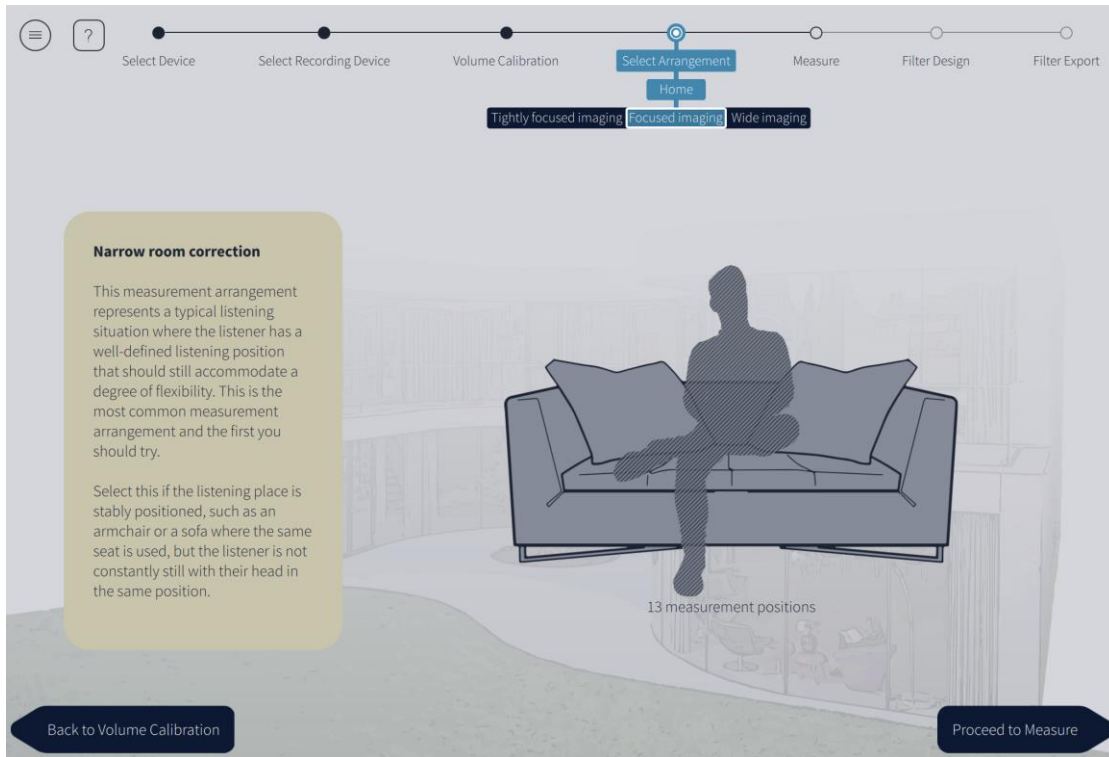 ?
Select Device
Select Recording Device
Volume Calibration
Select Arrangement
Measure
Filter Design
Filter Export
Home
Tightly focused imaging
Focused imaging
Wide imaging
Narrow room correction
This measurement arrangement
represents a typical listening
situation where the listener has a
well-defined listening position
that should still accommodate a
degree of flexibility. This is the
most common measurement
arrangement and the first you
should try.
Select this if the listening place is
stably positioned, such as an
armchair or a sofa where the same
seat is used, but the listener is not
constantly still with their head in
the same position.
13 measurement positions
Back to Volume Calibration
Proceed to Measure